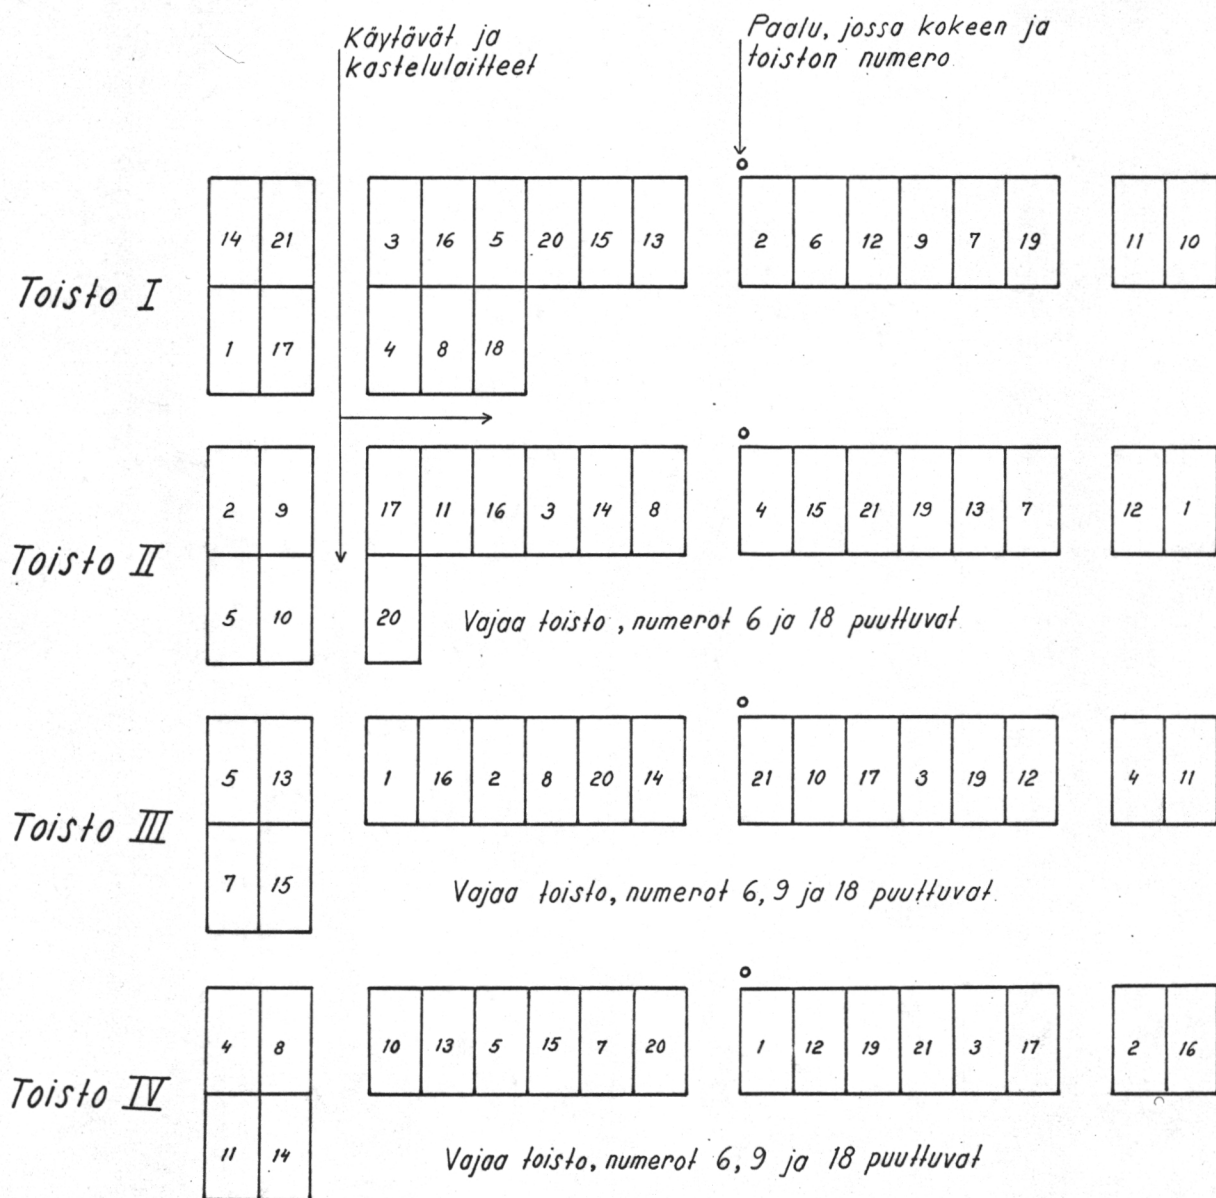 Käytävät ja
kastelulaitteet
Paalu, jossa kokeen ja
toiston numero
14 21 3 16 5 20 15 13 2 6 12 9 7 19 11 10
Toisto I
1 17 4 8 18
2 9 17 11 16 3 14 8 4 15 21 19 13 7 12 1
Toisto II
5 10 20 Vajaa toisto, numerot 6 ja 18 puuttuvat
5 13 1 16 2 8 20 14 21 10 17 3 19 12 4 11
Toisto III
7 15 Vajaa toisto, numerot 6, 9 ja 18 puuttuvat.
4 8 10 13 5 15 7 20 1 12 19 21 3 17 2 16
Toisto IV
11 14 Vajaa toisto, numerot 6, 9 ja 18 puuttuvat